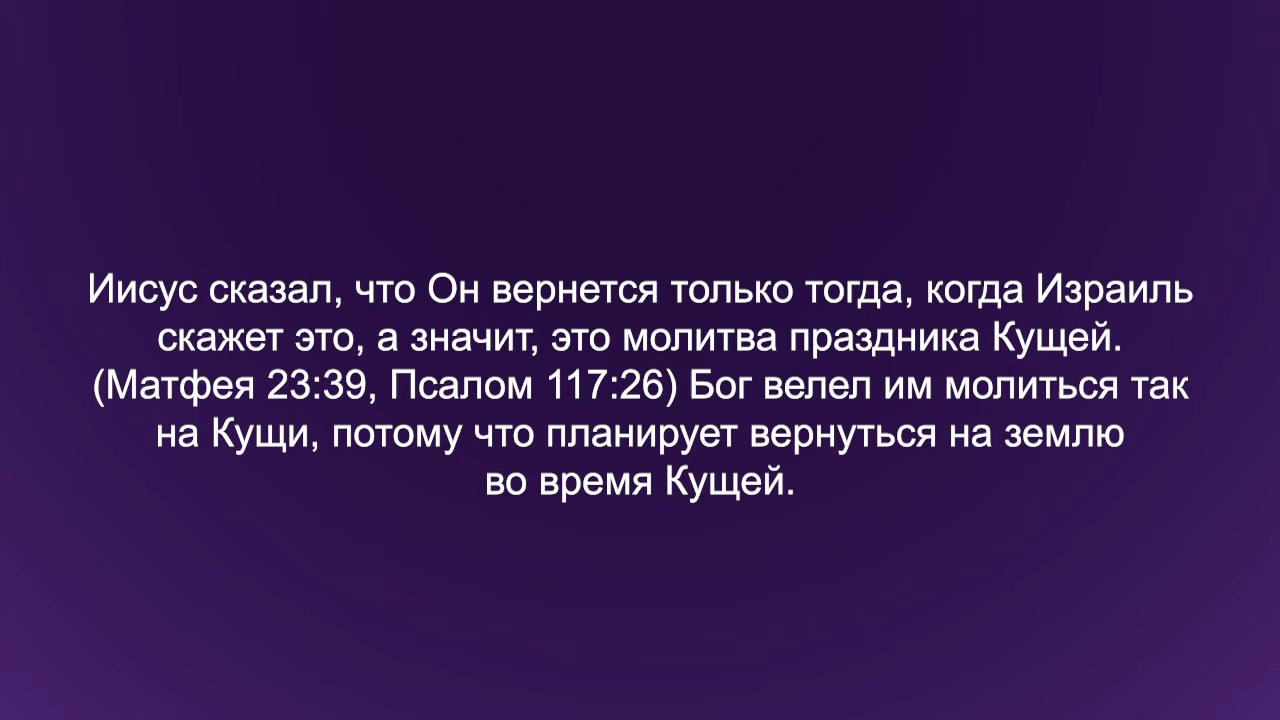 Иисус сказал, что Он вернется только тогда, когда Израиль
скажет это, а значит, это молитва праздника Кущей.
(Матфея 23:39, Псалом 117:26) Бог велел им молиться так
на Кущи, потому что планирует вернуться на землю
во время Кущей.